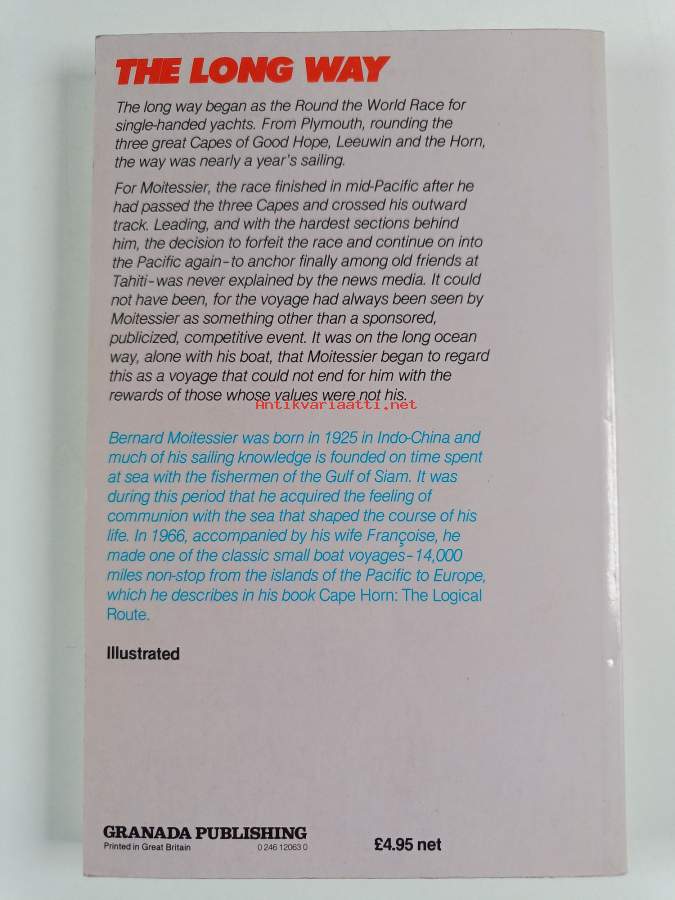 THE LONG WAY
The long way began as the Round the World Race for
single-handed yachts. From Plymouth, rounding the
three great Capes of Good Hope, Leeuwin and the Horn,
the way was nearly a year's sailing.
For Moitessier, the race finished in mid-Pacific after he
had passed the three Capes and crossed his outward
track. Leading, and with the hardest sections behind
him, the decision to forfeit the race and continue on into
the Pacific again–to anchor finally among old friends at
Tahiti–was never explained by the news media. It could
not have been, for the voyage had always been seen by
Moitessier as something other than a sponsored,
publicized, competitive event. It was on the long ocean
way, alone with his boat, that Moitessier began to regard
this as a voyage that could not end for him with the
rewards of those whose values were not his.
Antikvariaatti.net
Bernard Moitessier was born in 1925 in Indo-China and
much of his sailing knowledge is founded on time spent
at sea with the fishermen of the Gulf of Siam. It was
during this period that he acquired the feeling of
communion with the sea that shaped the course of his
life. In 1966, accompanied by his wife Françoise, he
made one of the classic small boat voyages–14,000
miles non-stop from the islands of the Pacific to Europe,
which he describes in his book Cape Horn: The Logical
Route.
Illustrated
GRANADA PUBLISHING
Printed in Great Britain 0 246 12063 0
£4.95 net